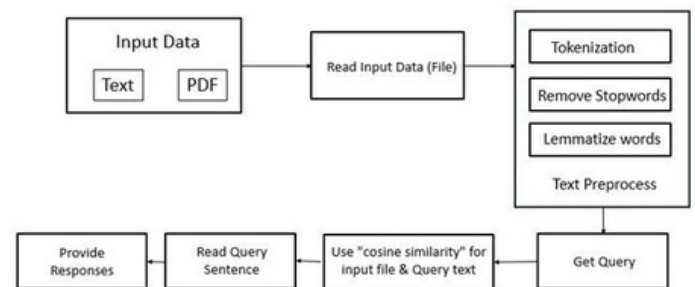 Input Data
Text PDF
Read Input Data (File)
Tokenization
Remove Stopwords
Lemmatize words
Text Preprocess
Get Query
Use "cosine similarity" for
input file & Query text
Read Query
Sentence
Provide
Responses